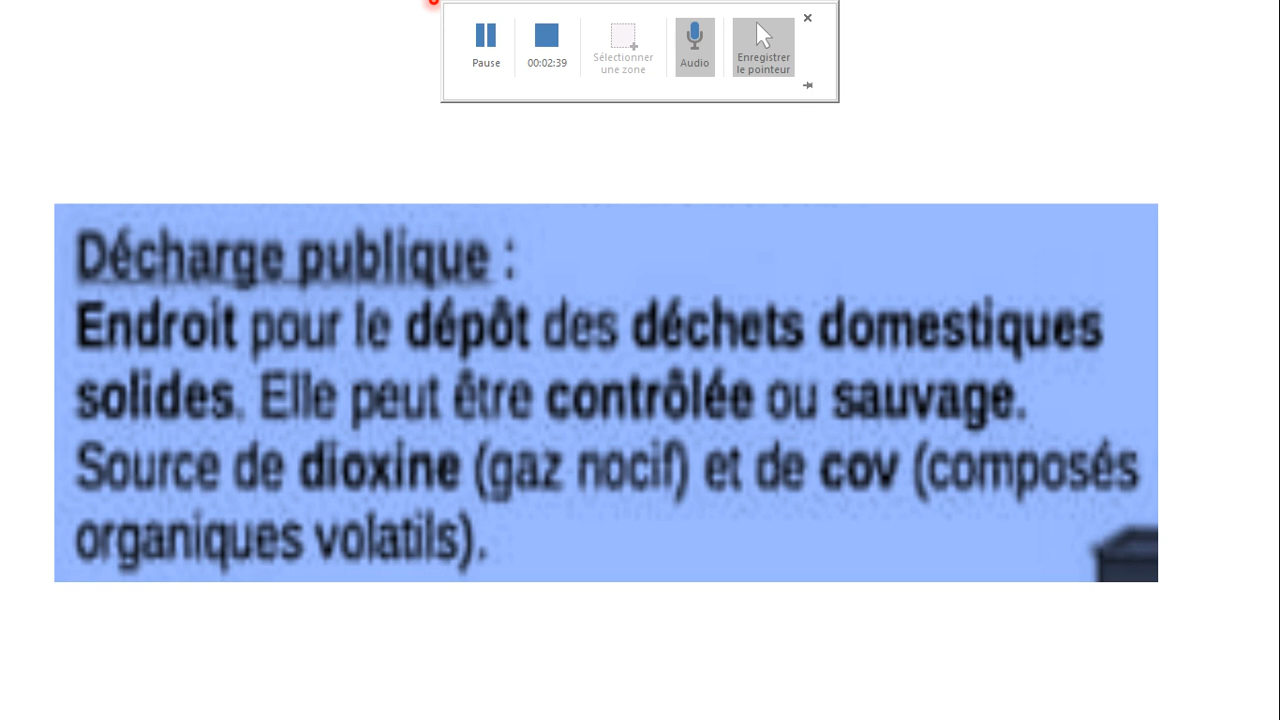 Pause
00:02:39
Sélectionner
une zone
Audio
Enregistrer
le pointeur
Décharge publique :
Endroit pour le dépôt des déchets domestiques
solides. Elle peut être contrôlée ou sauvage.
Source de dioxine (gaz nocif) et de cov (composés
organiques volatils).